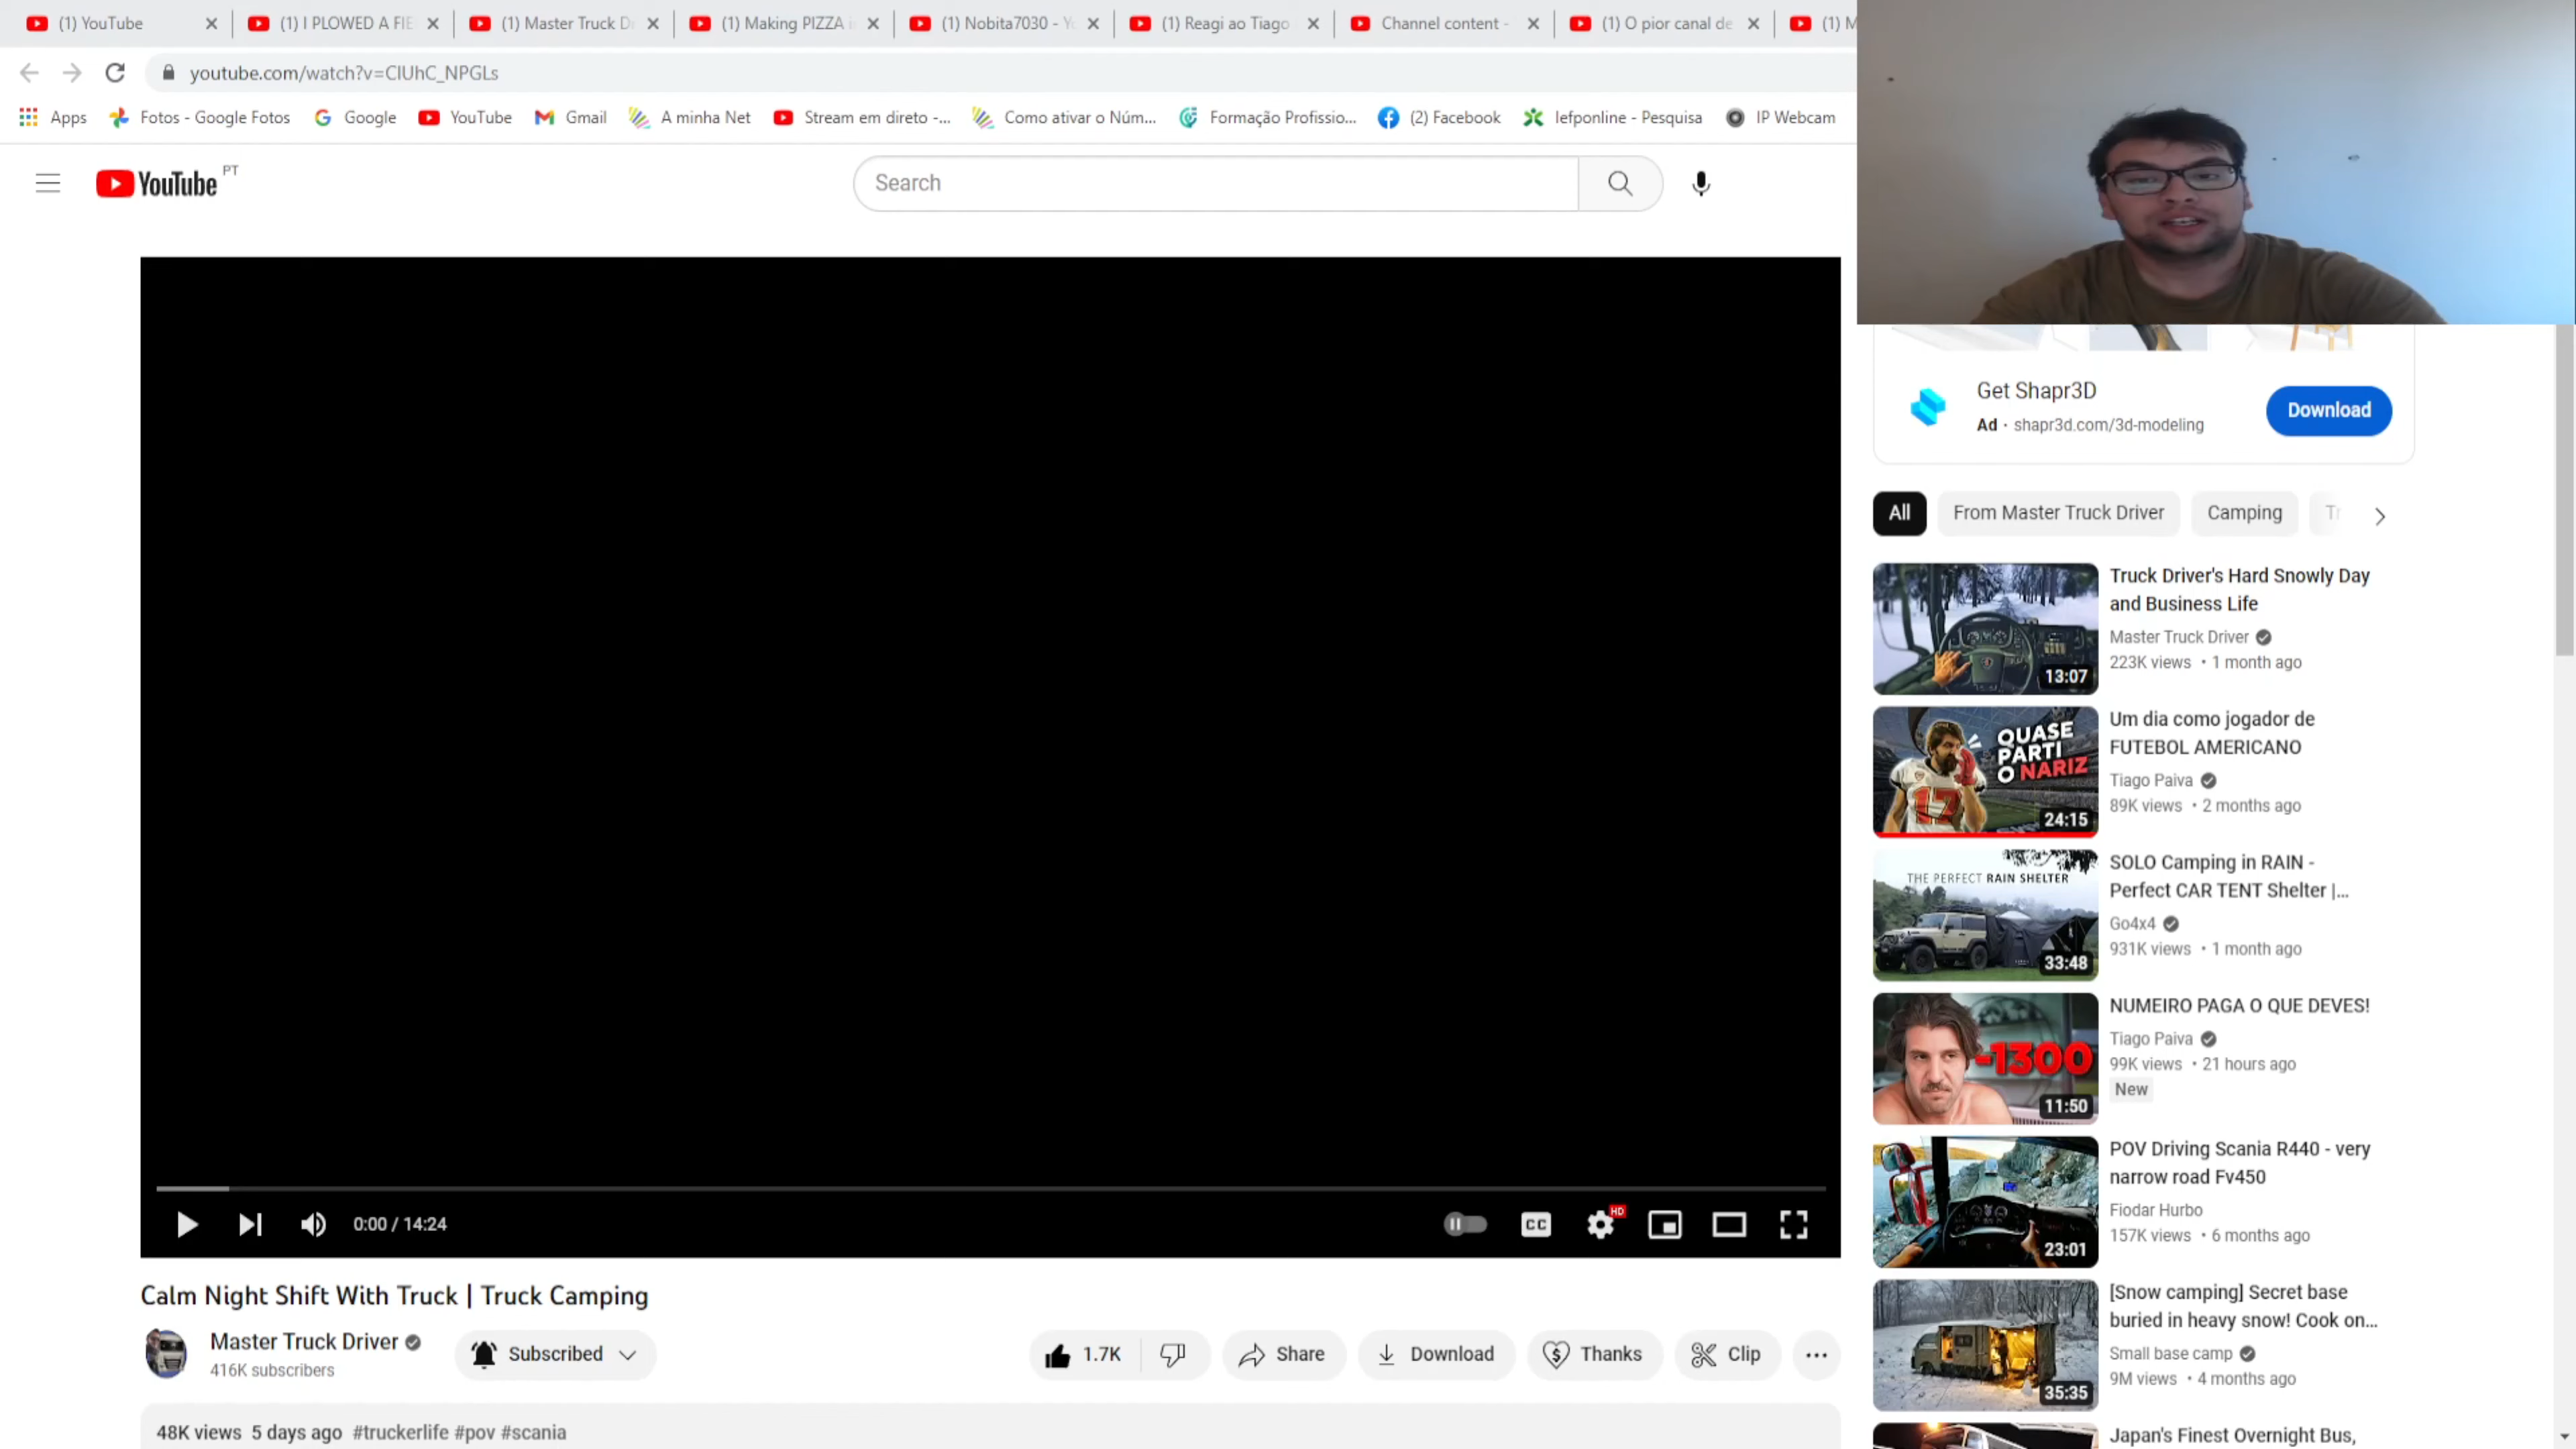 (1) YouTube
(1) I PLOWED A FIE
(1) Master Truck Dr
(1) Making PIZZA i
(1) Nobita7030 - Yo
(1) Reagi ao Tiago
Channel content -
(1) O pior canal de
(1) M
youtube.com/watch?v=ClUhC_NPGLs
Apps
Fotos - Google Fotos
Google
YouTube
Gmail
A minha Net
Stream em direto -...
Como ativar o Núm...
Formação Profissio...
(2) Facebook
Iefponline - Pesquisa
IP Webcam
YouTube PT
Search
Get Shapr3D
Ad · shapr3d.com/3d-modeling
Download
All
From Master Truck Driver
Camping
Tr
Truck Driver's Hard Snowly Day
and Business Life
Master Truck Driver
223K views • 1 month ago
13:07
QUASE
PARTI
O NARIZ
17
24:15
Um dia como jogador de
FUTEBOL AMERICANO
Tiago Paiva
89K views • 2 months ago
THE PERFECT RAIN SHELTER
33:48
SOLO Camping in RAIN -
Perfect CAR TENT Shelter |...
Go4x4
931K views • 1 month ago
-1300
11:50
NUMEIRO PAGA O QUE DEVES!
Tiago Paiva
99K views • 21 hours ago
New
23:01
POV Driving Scania R440 - very
narrow road Fv450
Fiodar Hurbo
157K views • 6 months ago
35:35
[Snow camping] Secret base
buried in heavy snow! Cook on...
Small base camp
9M views • 4 months ago
Japan's Finest Overnight Bus,
0:00 / 14:24
CC
HD
Calm Night Shift With Truck | Truck Camping
Master Truck Driver
416K subscribers
Subscribed
1.7K
Share
Download
Thanks
Clip
48K views 5 days ago #truckerlife #pov #scania